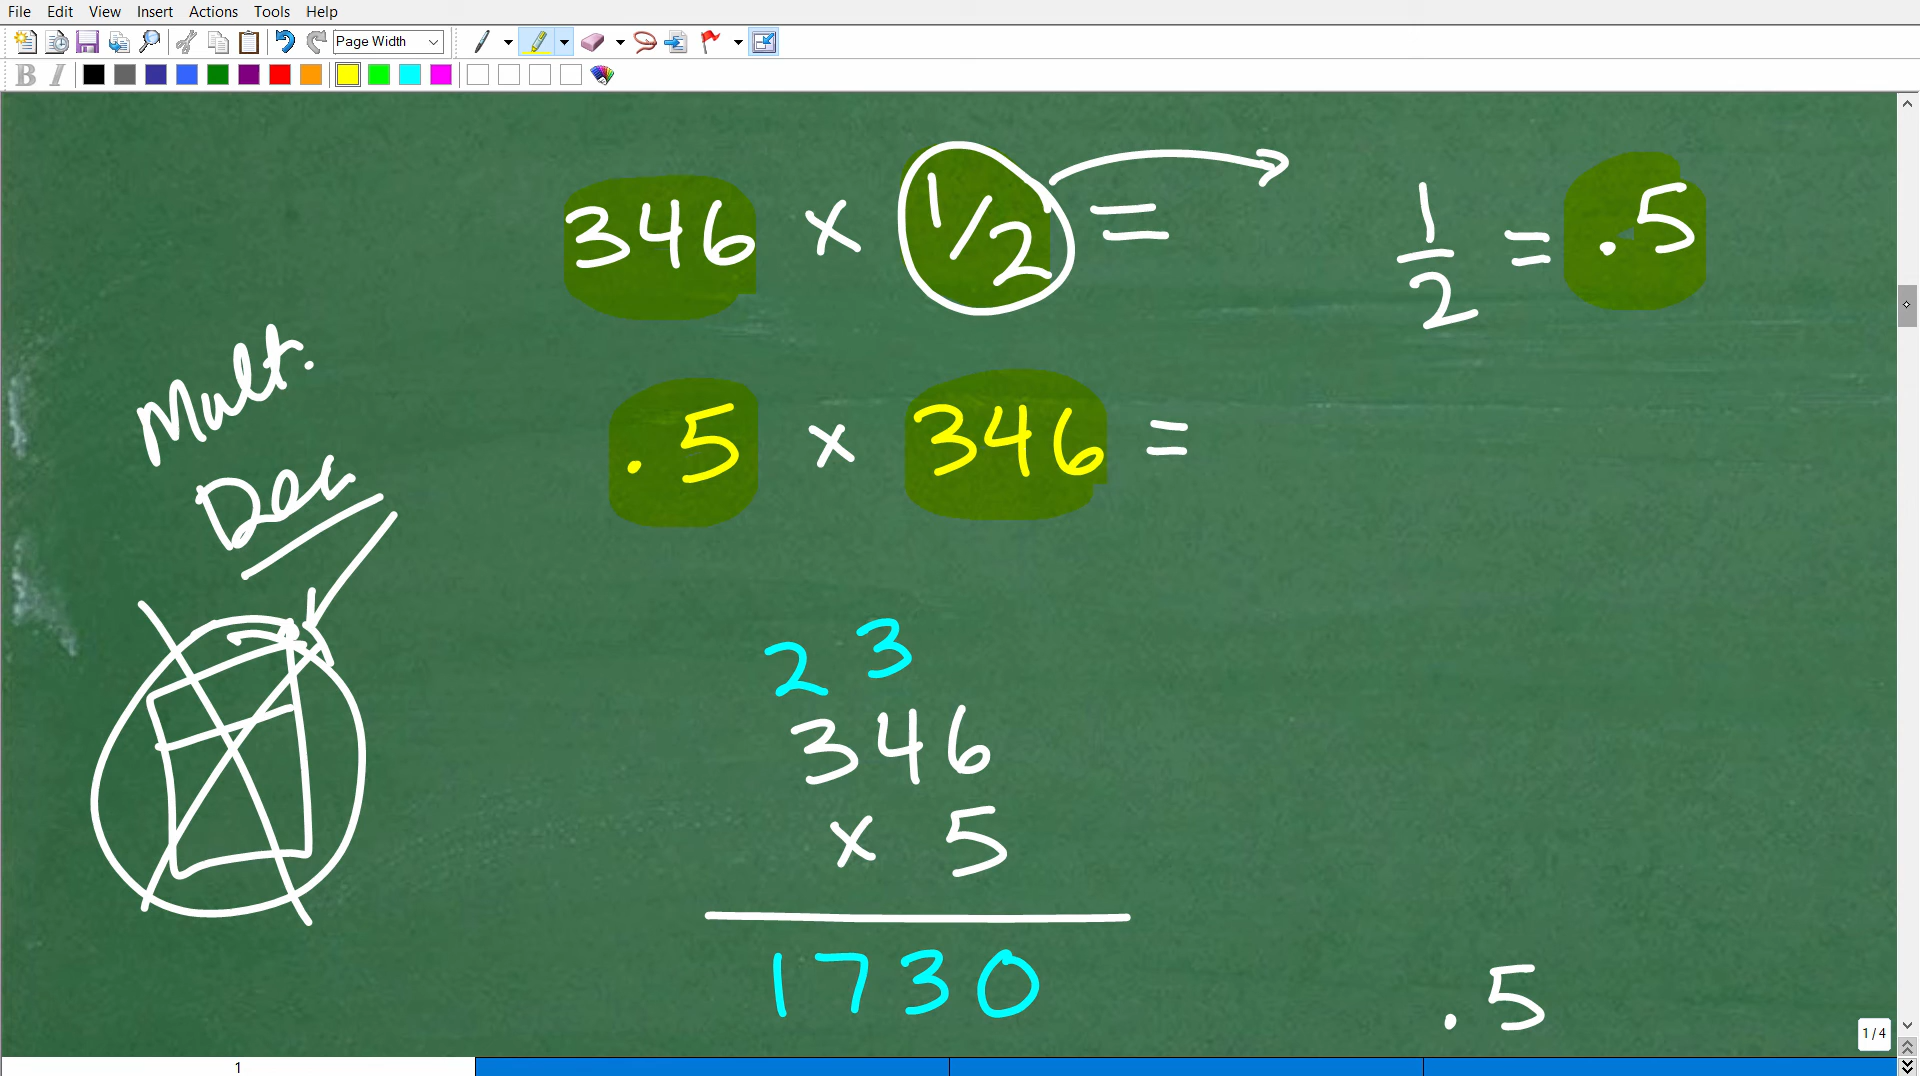 File Edit View Insert Actions Tools Help
Page Width
B I
346 x 1/2 =
1/2 = .5
Mult.
Dec
.5 x 346 =
2 3
346
x 5
1730
.5
1 / 4
1